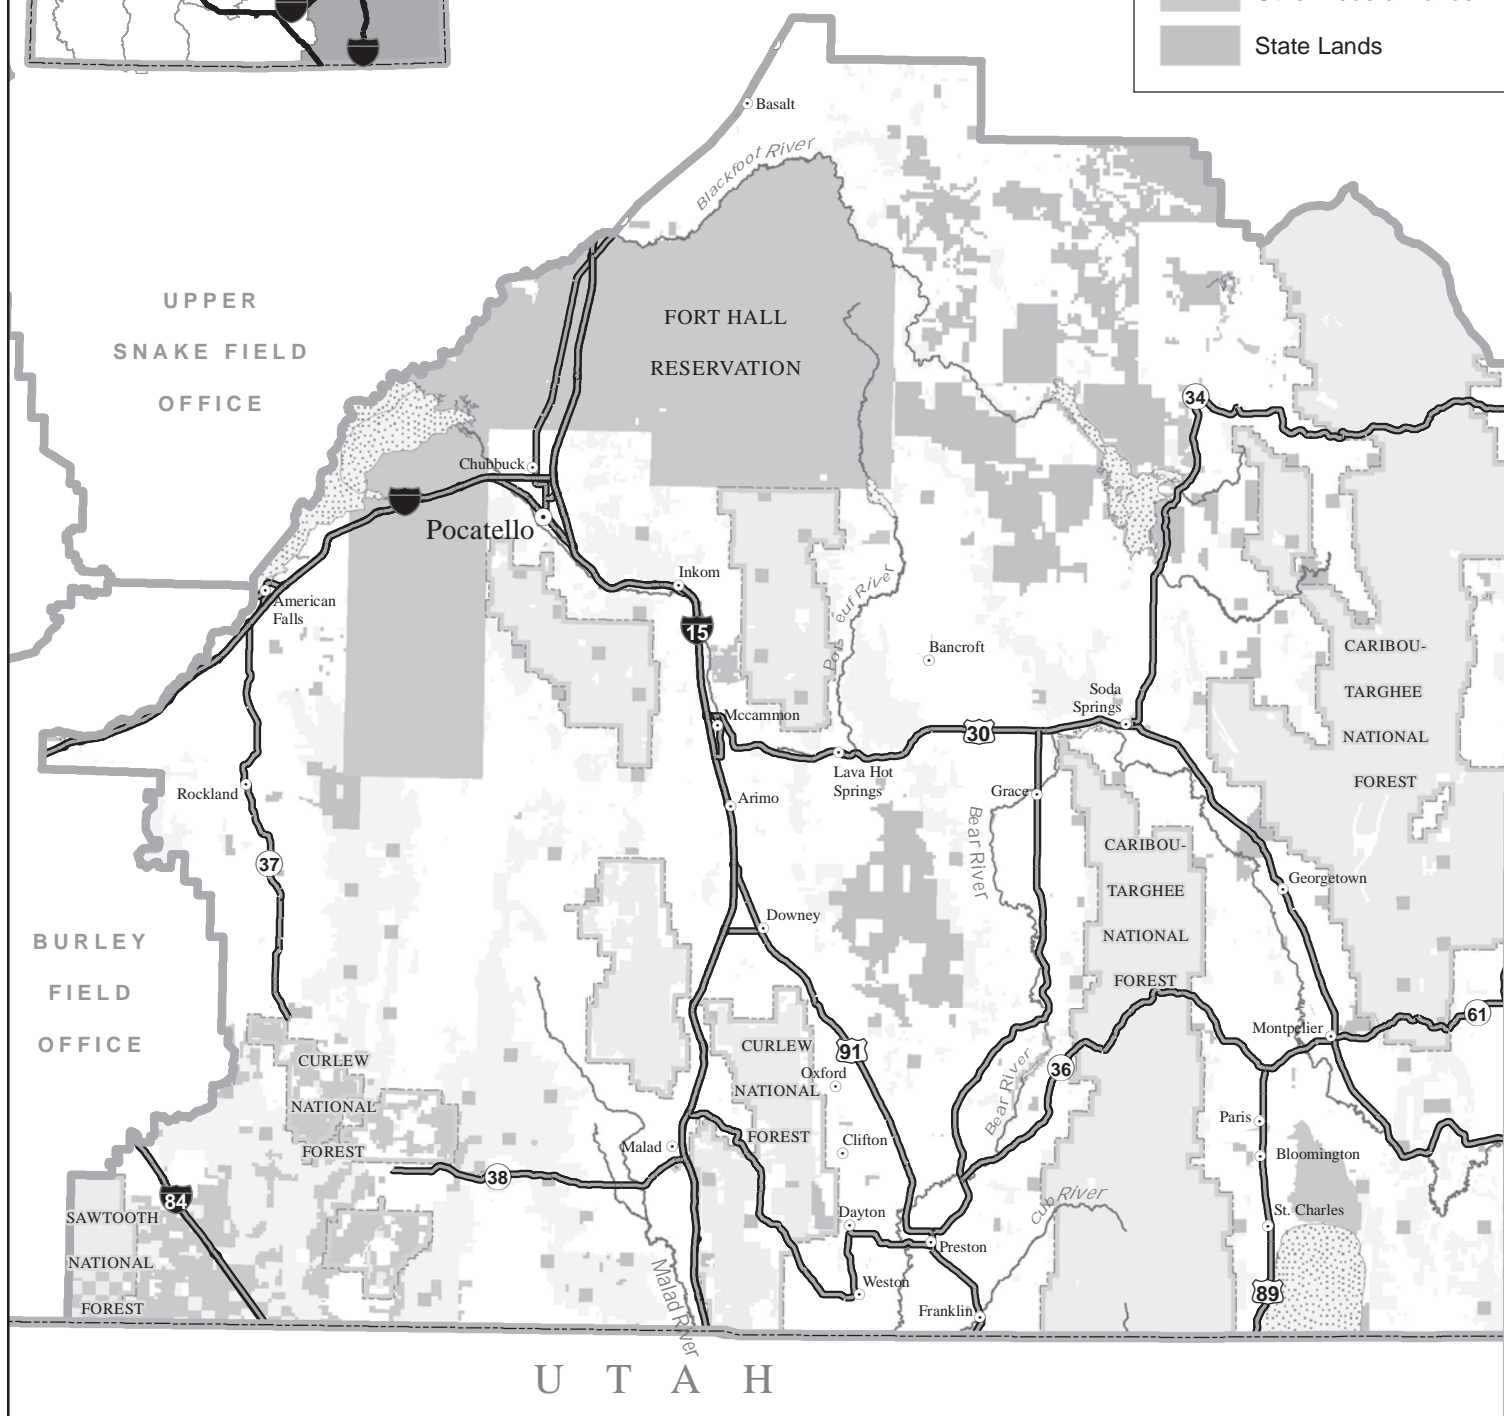 State Lands
Basalt
Blackfoot River
UPPER
SNAKE FIELD
OFFICE
FORT HALL
RESERVATION
34
Chubbuck
Pocatello
Inkom
American
Falls
15
Bancroft
CARIBOU-
TARGHEE
NATIONAL
FOREST
Soda
Springs
Mccammon
30
Lava Hot
Springs
Rockland
Arimo
Grace
Bear River
37
CARIBOU-
TARGHEE
NATIONAL
FOREST
Georgetown
Downey
BURLEY
FIELD
OFFICE
61
Montpelier
CURLEW
NATIONAL
FOREST
CURLEW
NATIONAL
FOREST
91
Oxford
36
Bear River
Paris
Malad
Clifton
Bloomington
38
84
SAWTOOTH
NATIONAL
FOREST
Cub River
Dayton
St. Charles
Preston
Weston
Malad River
Franklin
89
UTAH